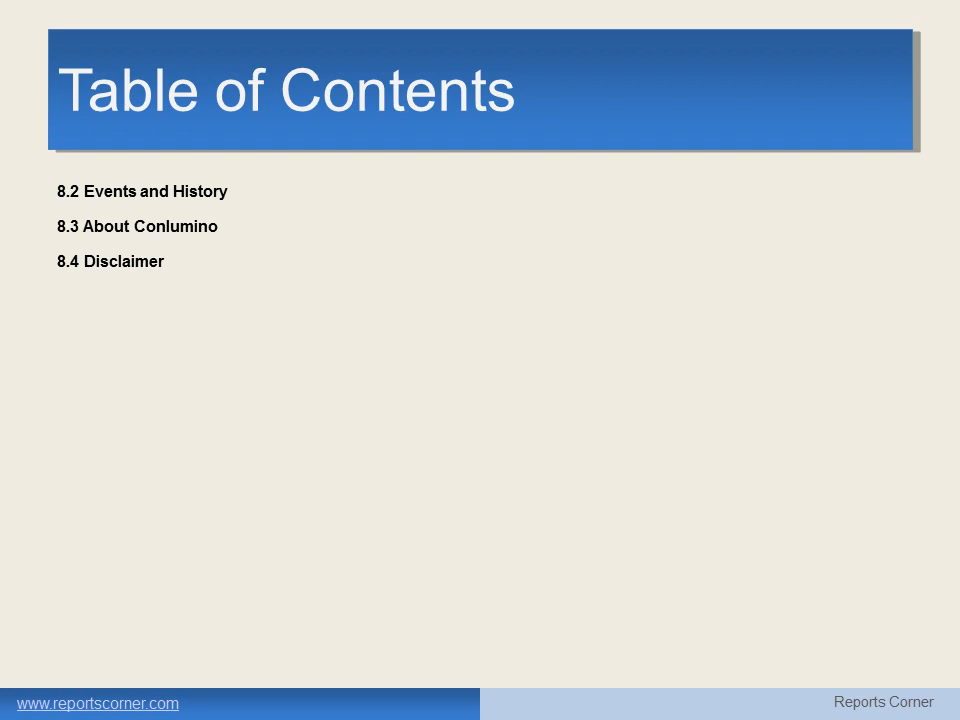 Table of Contents
8.2 Events and History
8.3 About Conlumino
8.4 Disclaimer
www.reportscorner.com
Reports Corner